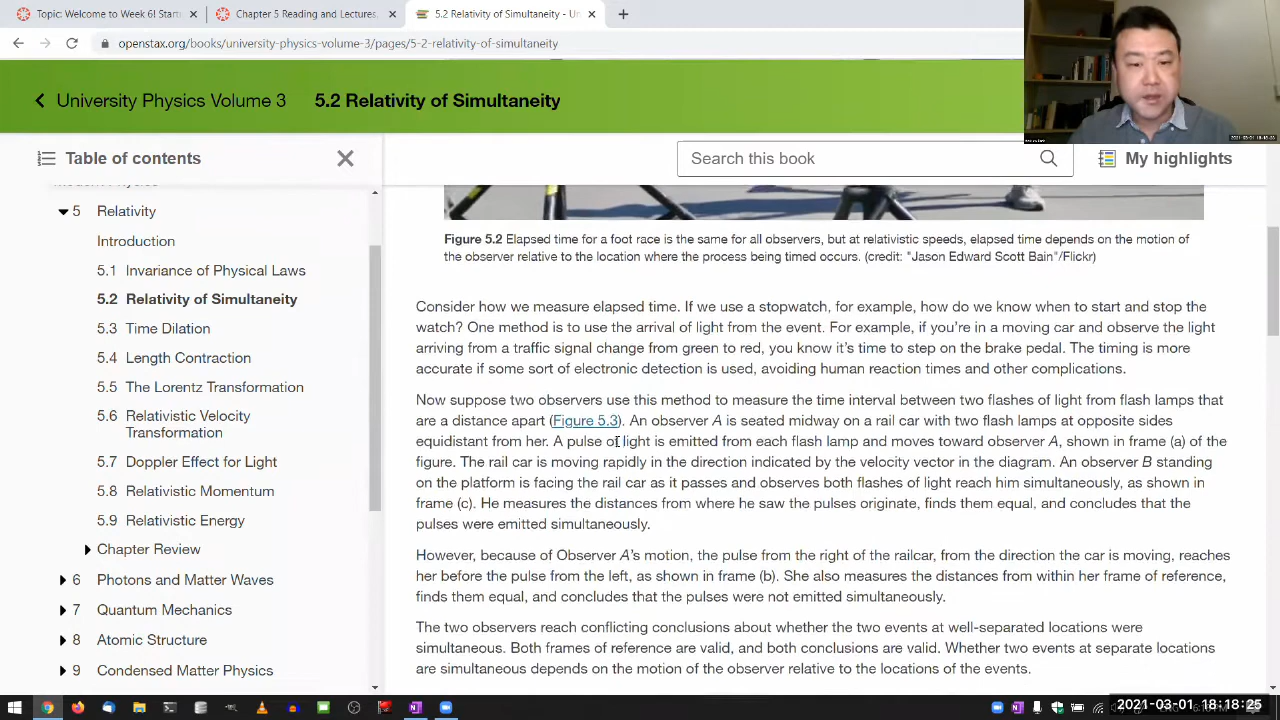 Topic: Welcome to Week 6! Start
Chapter 5 Reading and Lectures,
5.2 Relativity of Simultaneity - Un
openstax.org/books/university-physics-volume-3/pages/5-2-relativity-of-simultaneity
University Physics Volume 3 5.2 Relativity of Simultaneity
Table of contents
Search this book
My highlights
Modern Physics
5 Relativity
Introduction
5.1 Invariance of Physical Laws
5.2 Relativity of Simultaneity
5.3 Time Dilation
5.4 Length Contraction
5.5 The Lorentz Transformation
5.6 Relativistic Velocity
Transformation
5.7 Doppler Effect for Light
5.8 Relativistic Momentum
5.9 Relativistic Energy
Chapter Review
6 Photons and Matter Waves
7 Quantum Mechanics
8 Atomic Structure
9 Condensed Matter Physics
Figure 5.2 Elapsed time for a foot race is the same for all observers, but at relativistic speeds, elapsed time depends on the motion of
the observer relative to the location where the process being timed occurs. (credit: "Jason Edward Scott Bain"/Flickr)
Consider how we measure elapsed time. If we use a stopwatch, for example, how do we know when to start and stop the
watch? One method is to use the arrival of light from the event. For example, if you're in a moving car and observe the light
arriving from a traffic signal change from green to red, you know it's time to step on the brake pedal. The timing is more
accurate if some sort of electronic detection is used, avoiding human reaction times and other complications.
Now suppose two observers use this method to measure the time interval between two flashes of light from flash lamps that
are a distance apart (Figure 5.3). An observer A is seated midway on a rail car with two flash lamps at opposite sides
equidistant from her. A pulse of light is emitted from each flash lamp and moves toward observer A, shown in frame (a) of the
figure. The rail car is moving rapidly in the direction indicated by the velocity vector in the diagram. An observer B standing
on the platform is facing the rail car as it passes and observes both flashes of light reach him simultaneously, as shown in
frame (c). He measures the distances from where he saw the pulses originate, finds them equal, and concludes that the
pulses were emitted simultaneously.
However, because of Observer A's motion, the pulse from the right of the railcar, from the direction the car is moving, reaches
her before the pulse from the left, as shown in frame (b). She also measures the distances from within her frame of reference,
finds them equal, and concludes that the pulses were not emitted simultaneously.
The two observers reach conflicting conclusions about whether the two events at well-separated locations were
simultaneous. Both frames of reference are valid, and both conclusions are valid. Whether two events at separate locations
are simultaneous depends on the motion of the observer relative to the locations of the events.
2021-03-01 18:18:25